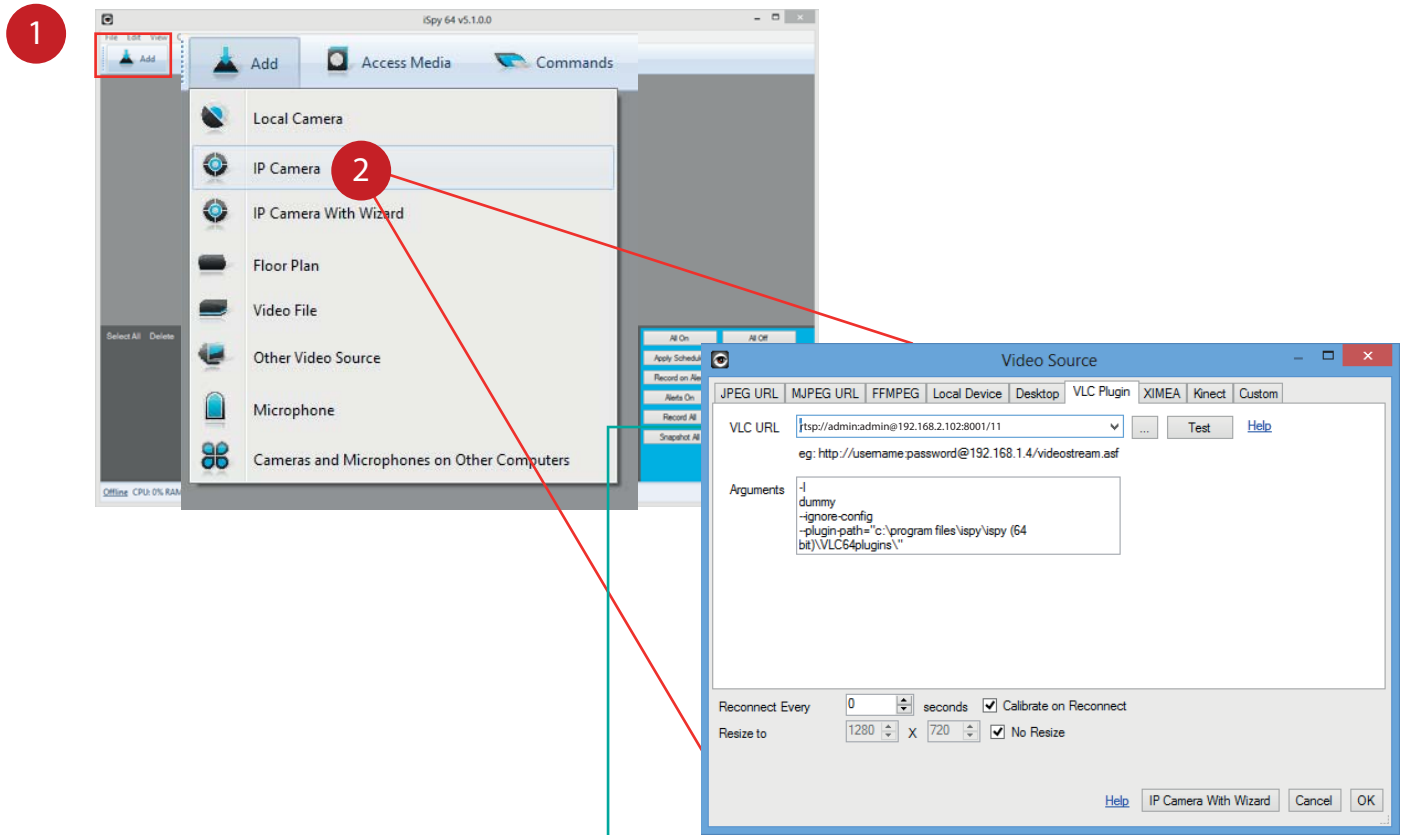 1
iSpy 64 v5.1.0.0
File Edit View
Add
Add Access Media Commands
Local Camera
IP Camera
2
IP Camera With Wizard
Floor Plan
Video File
Other Video Source
Microphone
Cameras and Microphones on Other Computers
Select All Delete
All On All Off
Apply Schedul
Record on Ale
Alerts On
Record All
Snapshot All
Offline CPU: 0% RAM
Video Source
JPEG URL MJPEG URL FFMPEG Local Device Desktop VLC Plugin XIMEA Kinect Custom
VLC URL rtsp://admin:admin@192.168.2.102:8001/11 ... Test Help
eg: http://username:password@192.168.1.4/videostream.asf
Arguments -I
dummy
--ignore-config
--plugin-path="c:\program files\ispy\ispy (64
bit)\VLC64plugins\"
Reconnect Every 0 seconds Calibrate on Reconnect
Resize to 1280 X 720 No Resize
Help IP Camera With Wizard Cancel OK